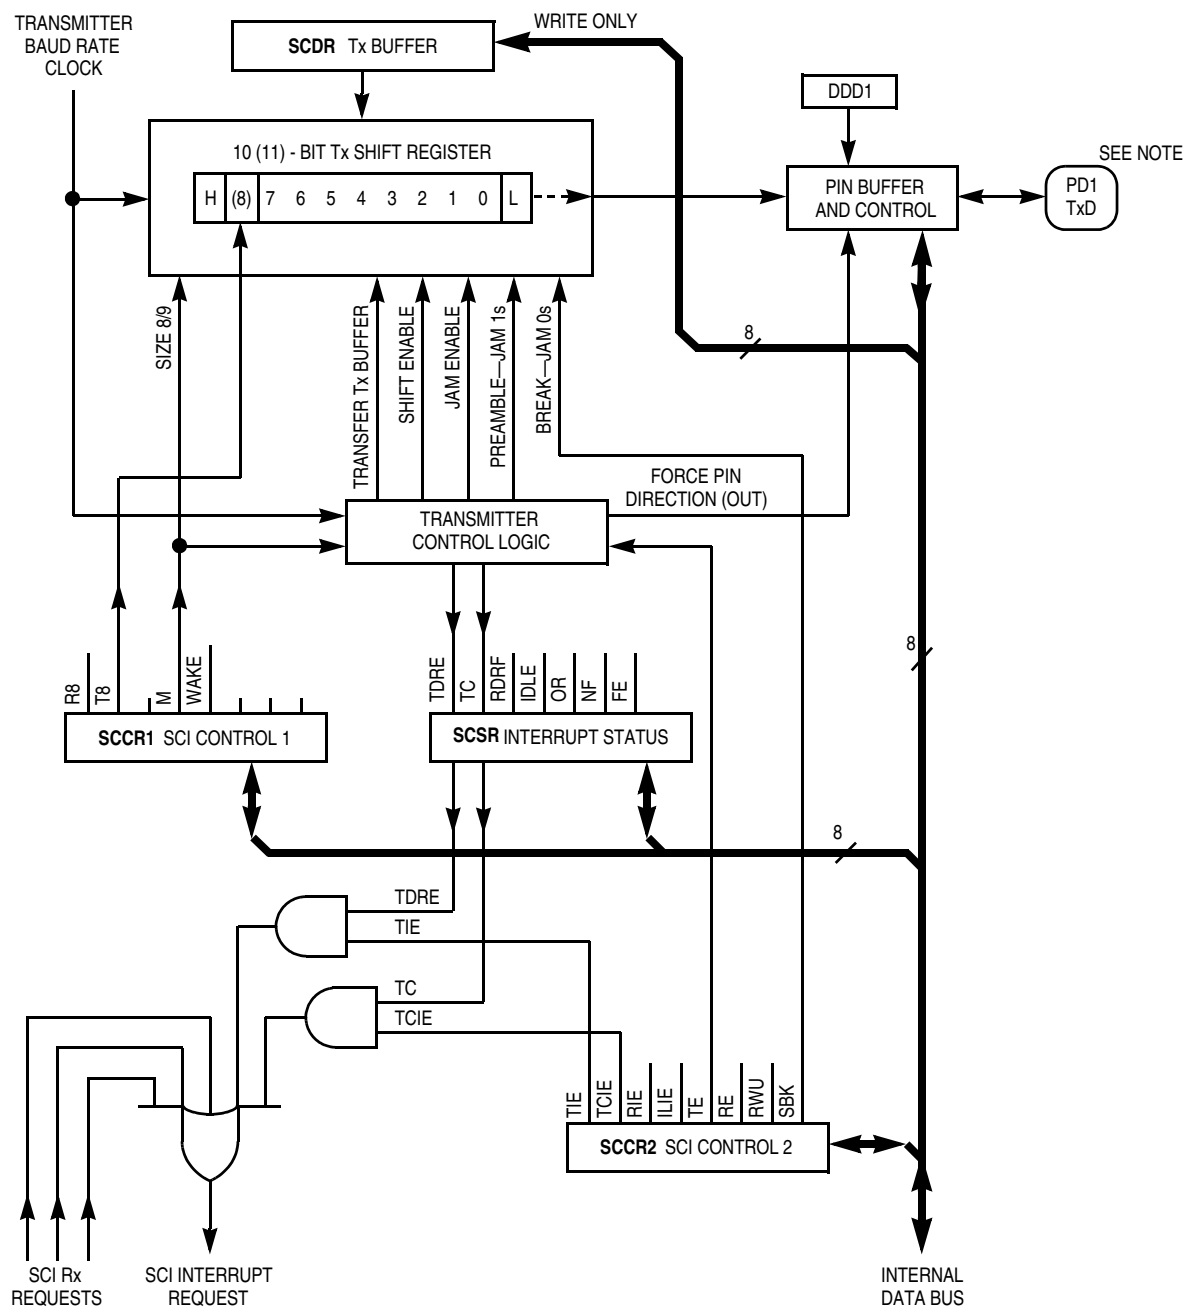 TRANSMITTER
BAUD RATE
CLOCK
SCDR Tx BUFFER
WRITE ONLY
DDD1
10 (11) - BIT Tx SHIFT REGISTER
H (8) 7 6 5 4 3 2 1 0 L
PIN BUFFER
AND CONTROL
SEE NOTE
PD1
TxD
SIZE 8/9
TRANSFER Tx BUFFER
SHIFT ENABLE
JAM ENABLE
PREAMBLE—JAM 1s
BREAK—JAM 0s
8
FORCE PIN
DIRECTION (OUT)
TRANSMITTER
CONTROL LOGIC
8
R8
T8
M
WAKE
SCCR1 SCI CONTROL 1
TDRE
TC
RDRF
IDLE
OR
NF
FE
SCSR INTERRUPT STATUS
8
TDRE
TIE
TC
TCIE
TIE
TCIE
RIE
ILIE
TE
RE
RWU
SBK
SCCR2 SCI CONTROL 2
SCI Rx
REQUESTS
SCI INTERRUPT
REQUEST
INTERNAL
DATA BUS